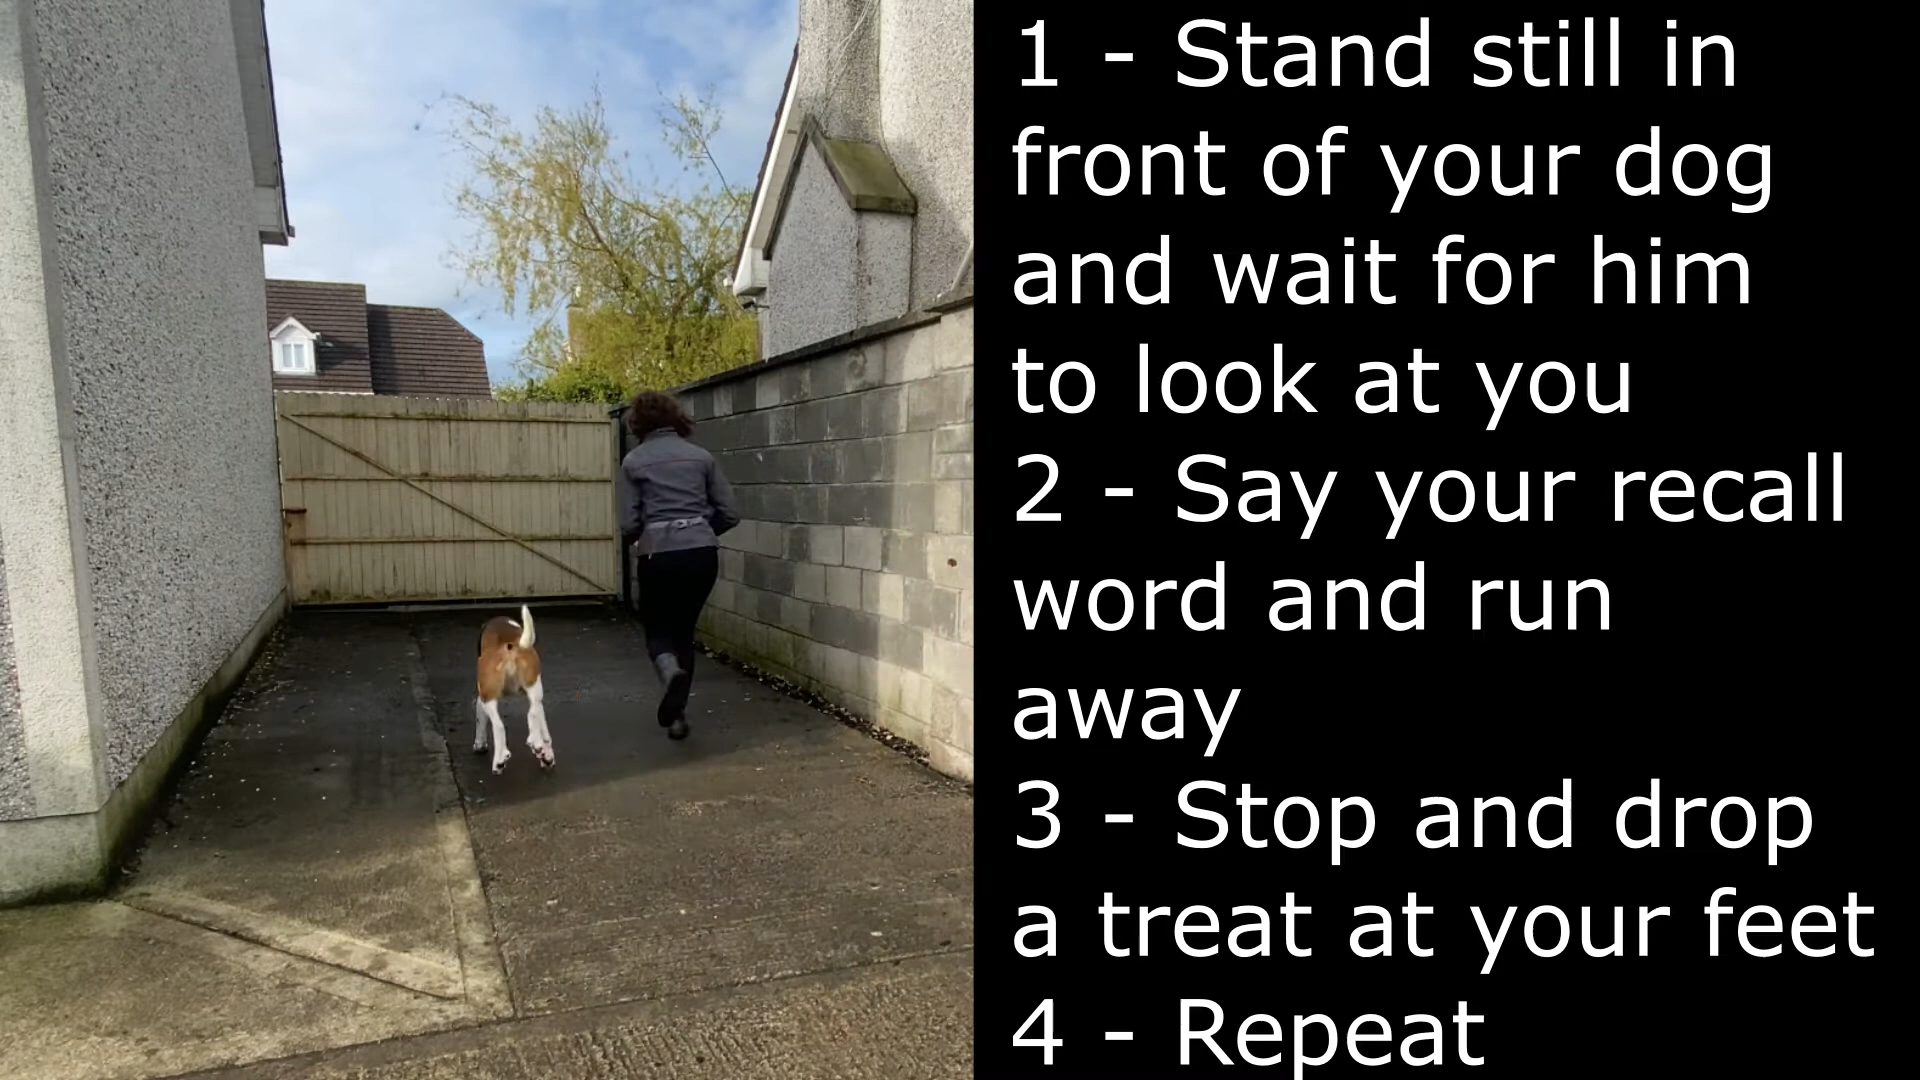 1 - Stand still in
front of your dog
and wait for him
to look at you
2 - Say your recall
word and run
away
3 - Stop and drop
a treat at your feet
4 - Repeat